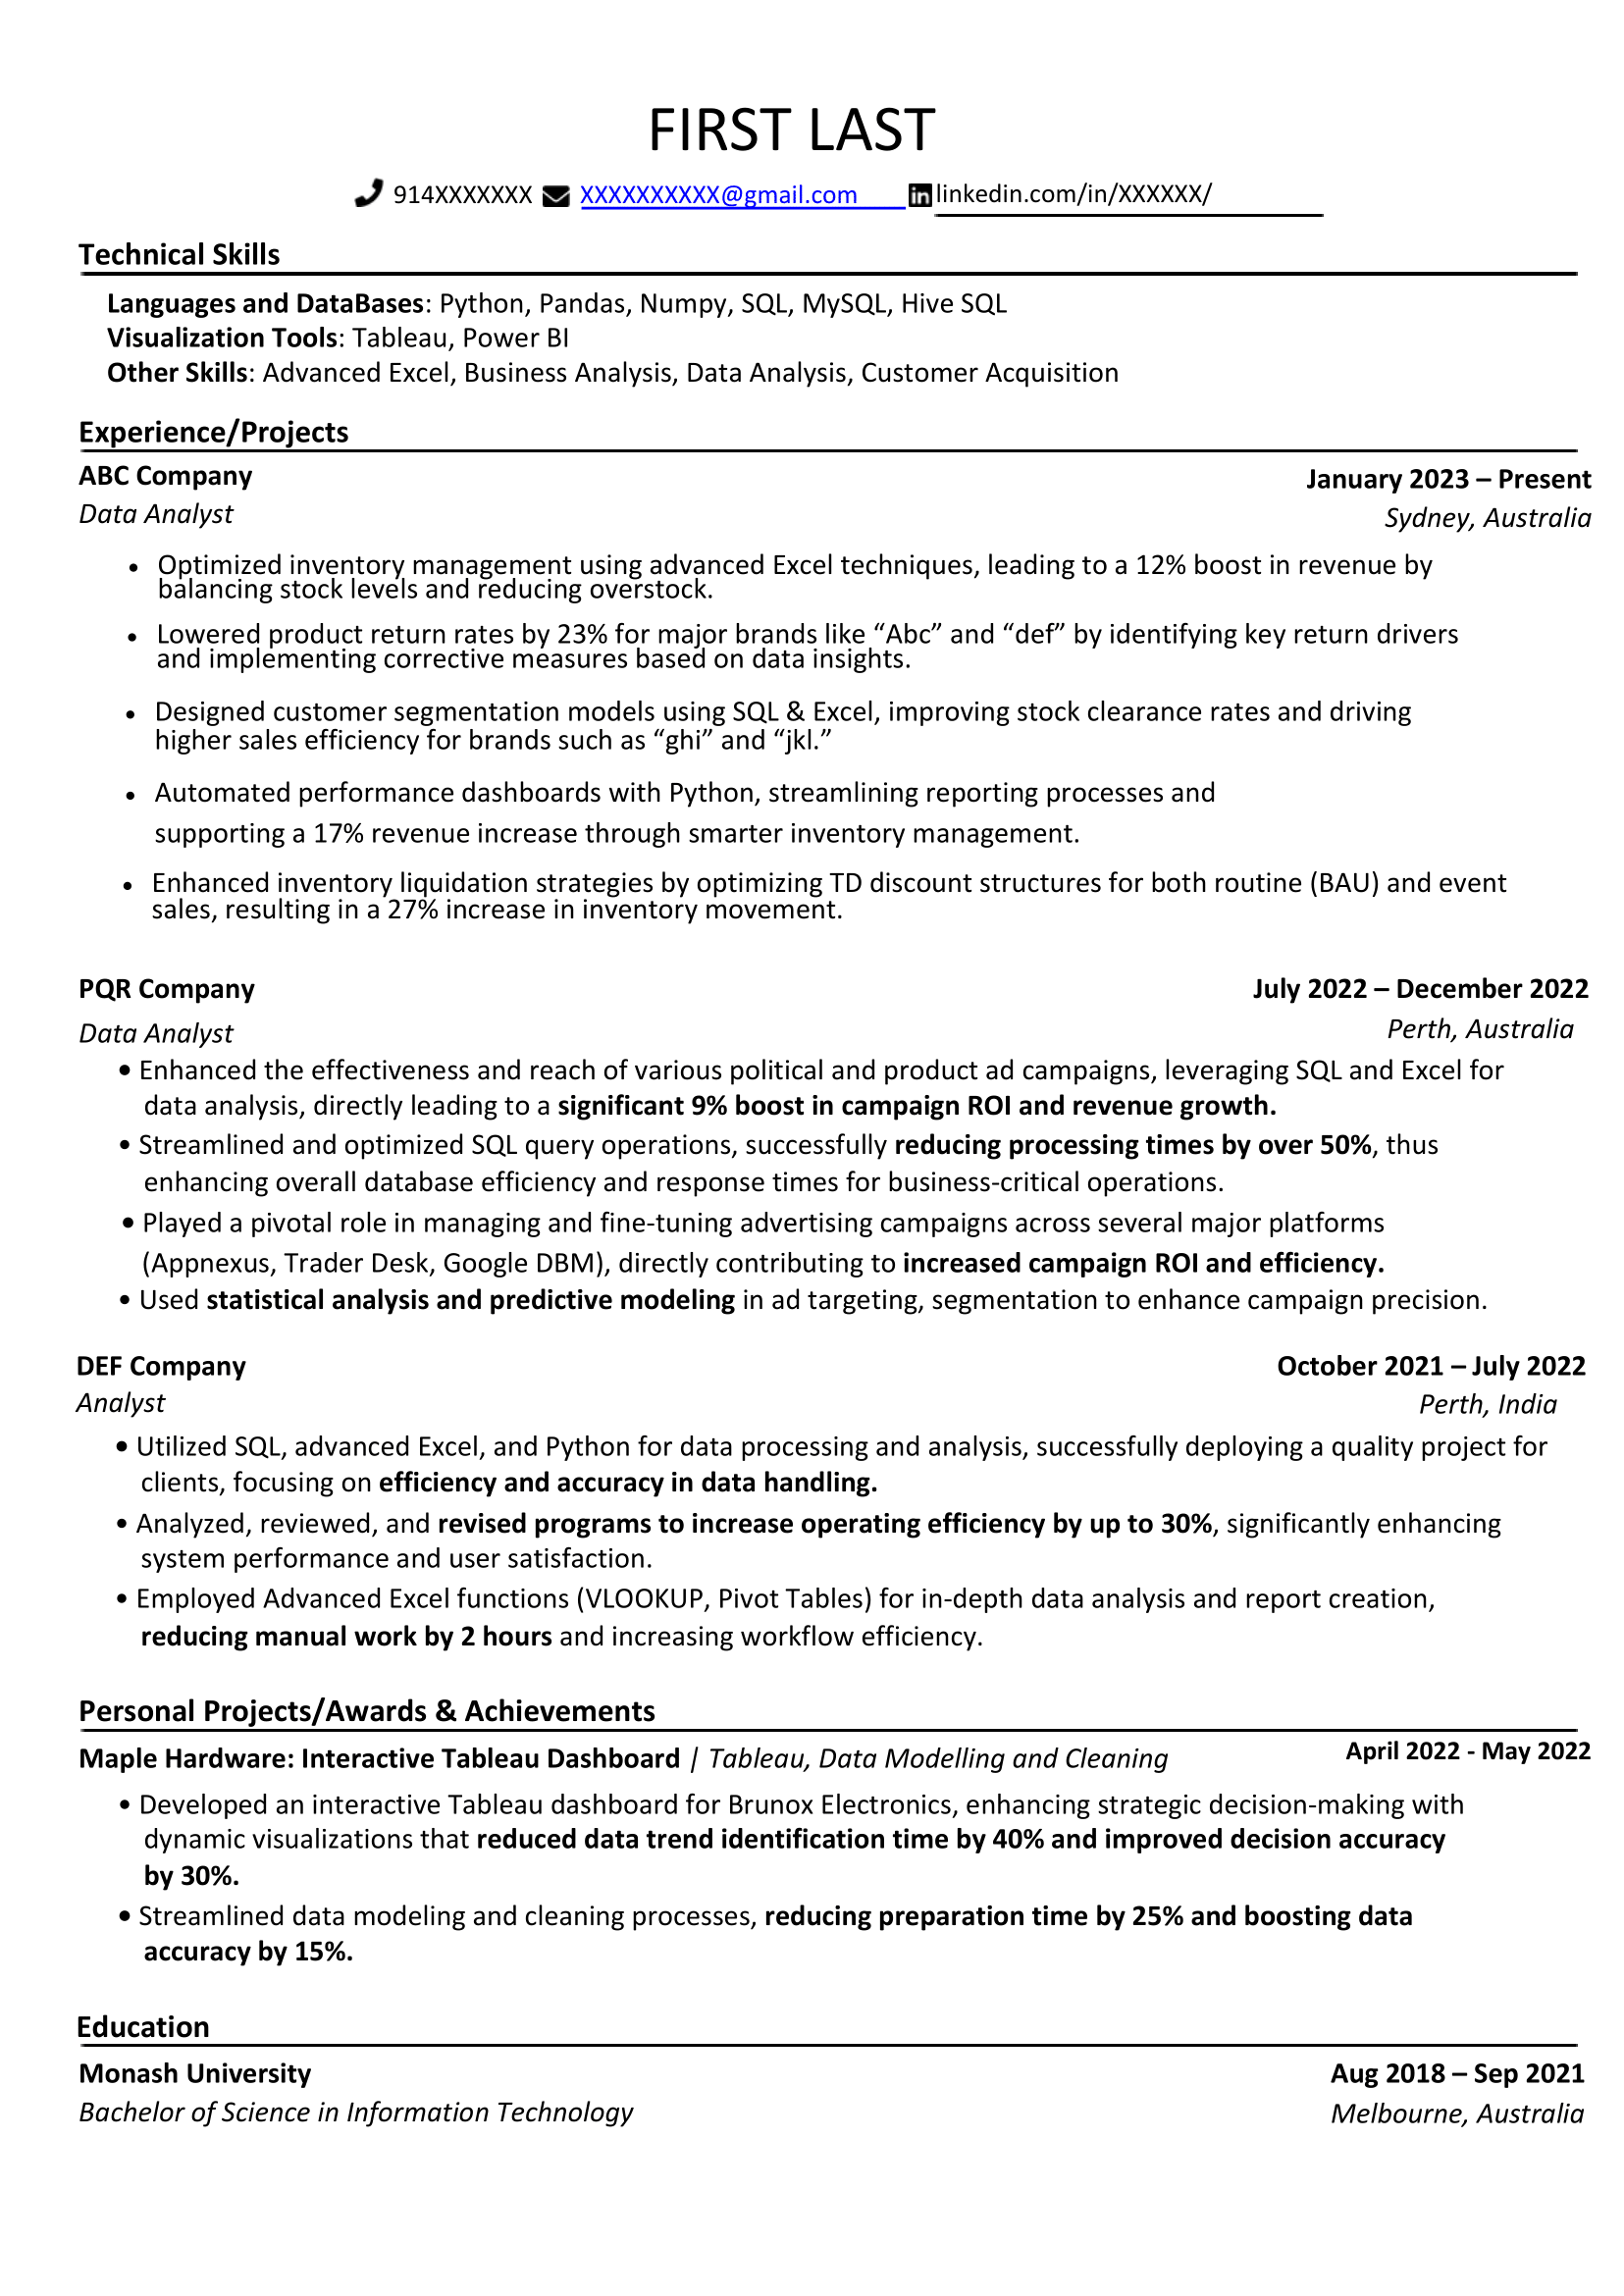 FIRST LAST
914XXXXXXX XXXXXXXXXX@gmail.com linkedin.com/in/XXXXXX/
Technical Skills
Languages and DataBases: Python, Pandas, Numpy, SQL, MySQL, Hive SQL
Visualization Tools: Tableau, Power BI
Other Skills: Advanced Excel, Business Analysis, Data Analysis, Customer Acquisition
Experience/Projects
ABC Company January 2023 – Present
Data Analyst Sydney, Australia
• Optimized inventory management using advanced Excel techniques, leading to a 12% boost in revenue by
balancing stock levels and reducing overstock.
• Lowered product return rates by 23% for major brands like “Abc” and “def” by identifying key return drivers
and implementing corrective measures based on data insights.
• Designed customer segmentation models using SQL & Excel, improving stock clearance rates and driving
higher sales efficiency for brands such as “ghi” and “jkl.”
• Automated performance dashboards with Python, streamlining reporting processes and
supporting a 17% revenue increase through smarter inventory management.
• Enhanced inventory liquidation strategies by optimizing TD discount structures for both routine (BAU) and event
sales, resulting in a 27% increase in inventory movement.
PQR Company July 2022 – December 2022
Data Analyst Perth, Australia
• Enhanced the effectiveness and reach of various political and product ad campaigns, leveraging SQL and Excel for
data analysis, directly leading to a significant 9% boost in campaign ROI and revenue growth.
• Streamlined and optimized SQL query operations, successfully reducing processing times by over 50%, thus
enhancing overall database efficiency and response times for business-critical operations.
• Played a pivotal role in managing and fine-tuning advertising campaigns across several major platforms
(Appnexus, Trader Desk, Google DBM), directly contributing to increased campaign ROI and efficiency.
• Used statistical analysis and predictive modeling in ad targeting, segmentation to enhance campaign precision.
DEF Company October 2021 – July 2022
Analyst Perth, India
• Utilized SQL, advanced Excel, and Python for data processing and analysis, successfully deploying a quality project for
clients, focusing on efficiency and accuracy in data handling.
• Analyzed, reviewed, and revised programs to increase operating efficiency by up to 30%, significantly enhancing
system performance and user satisfaction.
• Employed Advanced Excel functions (VLOOKUP, Pivot Tables) for in-depth data analysis and report creation,
reducing manual work by 2 hours and increasing workflow efficiency.
Personal Projects/Awards & Achievements
Maple Hardware: Interactive Tableau Dashboard | Tableau, Data Modelling and Cleaning April 2022 - May 2022
• Developed an interactive Tableau dashboard for Brunox Electronics, enhancing strategic decision-making with
dynamic visualizations that reduced data trend identification time by 40% and improved decision accuracy
by 30%.
• Streamlined data modeling and cleaning processes, reducing preparation time by 25% and boosting data
accuracy by 15%.
Education
Monash University Aug 2018 – Sep 2021
Bachelor of Science in Information Technology Melbourne, Australia